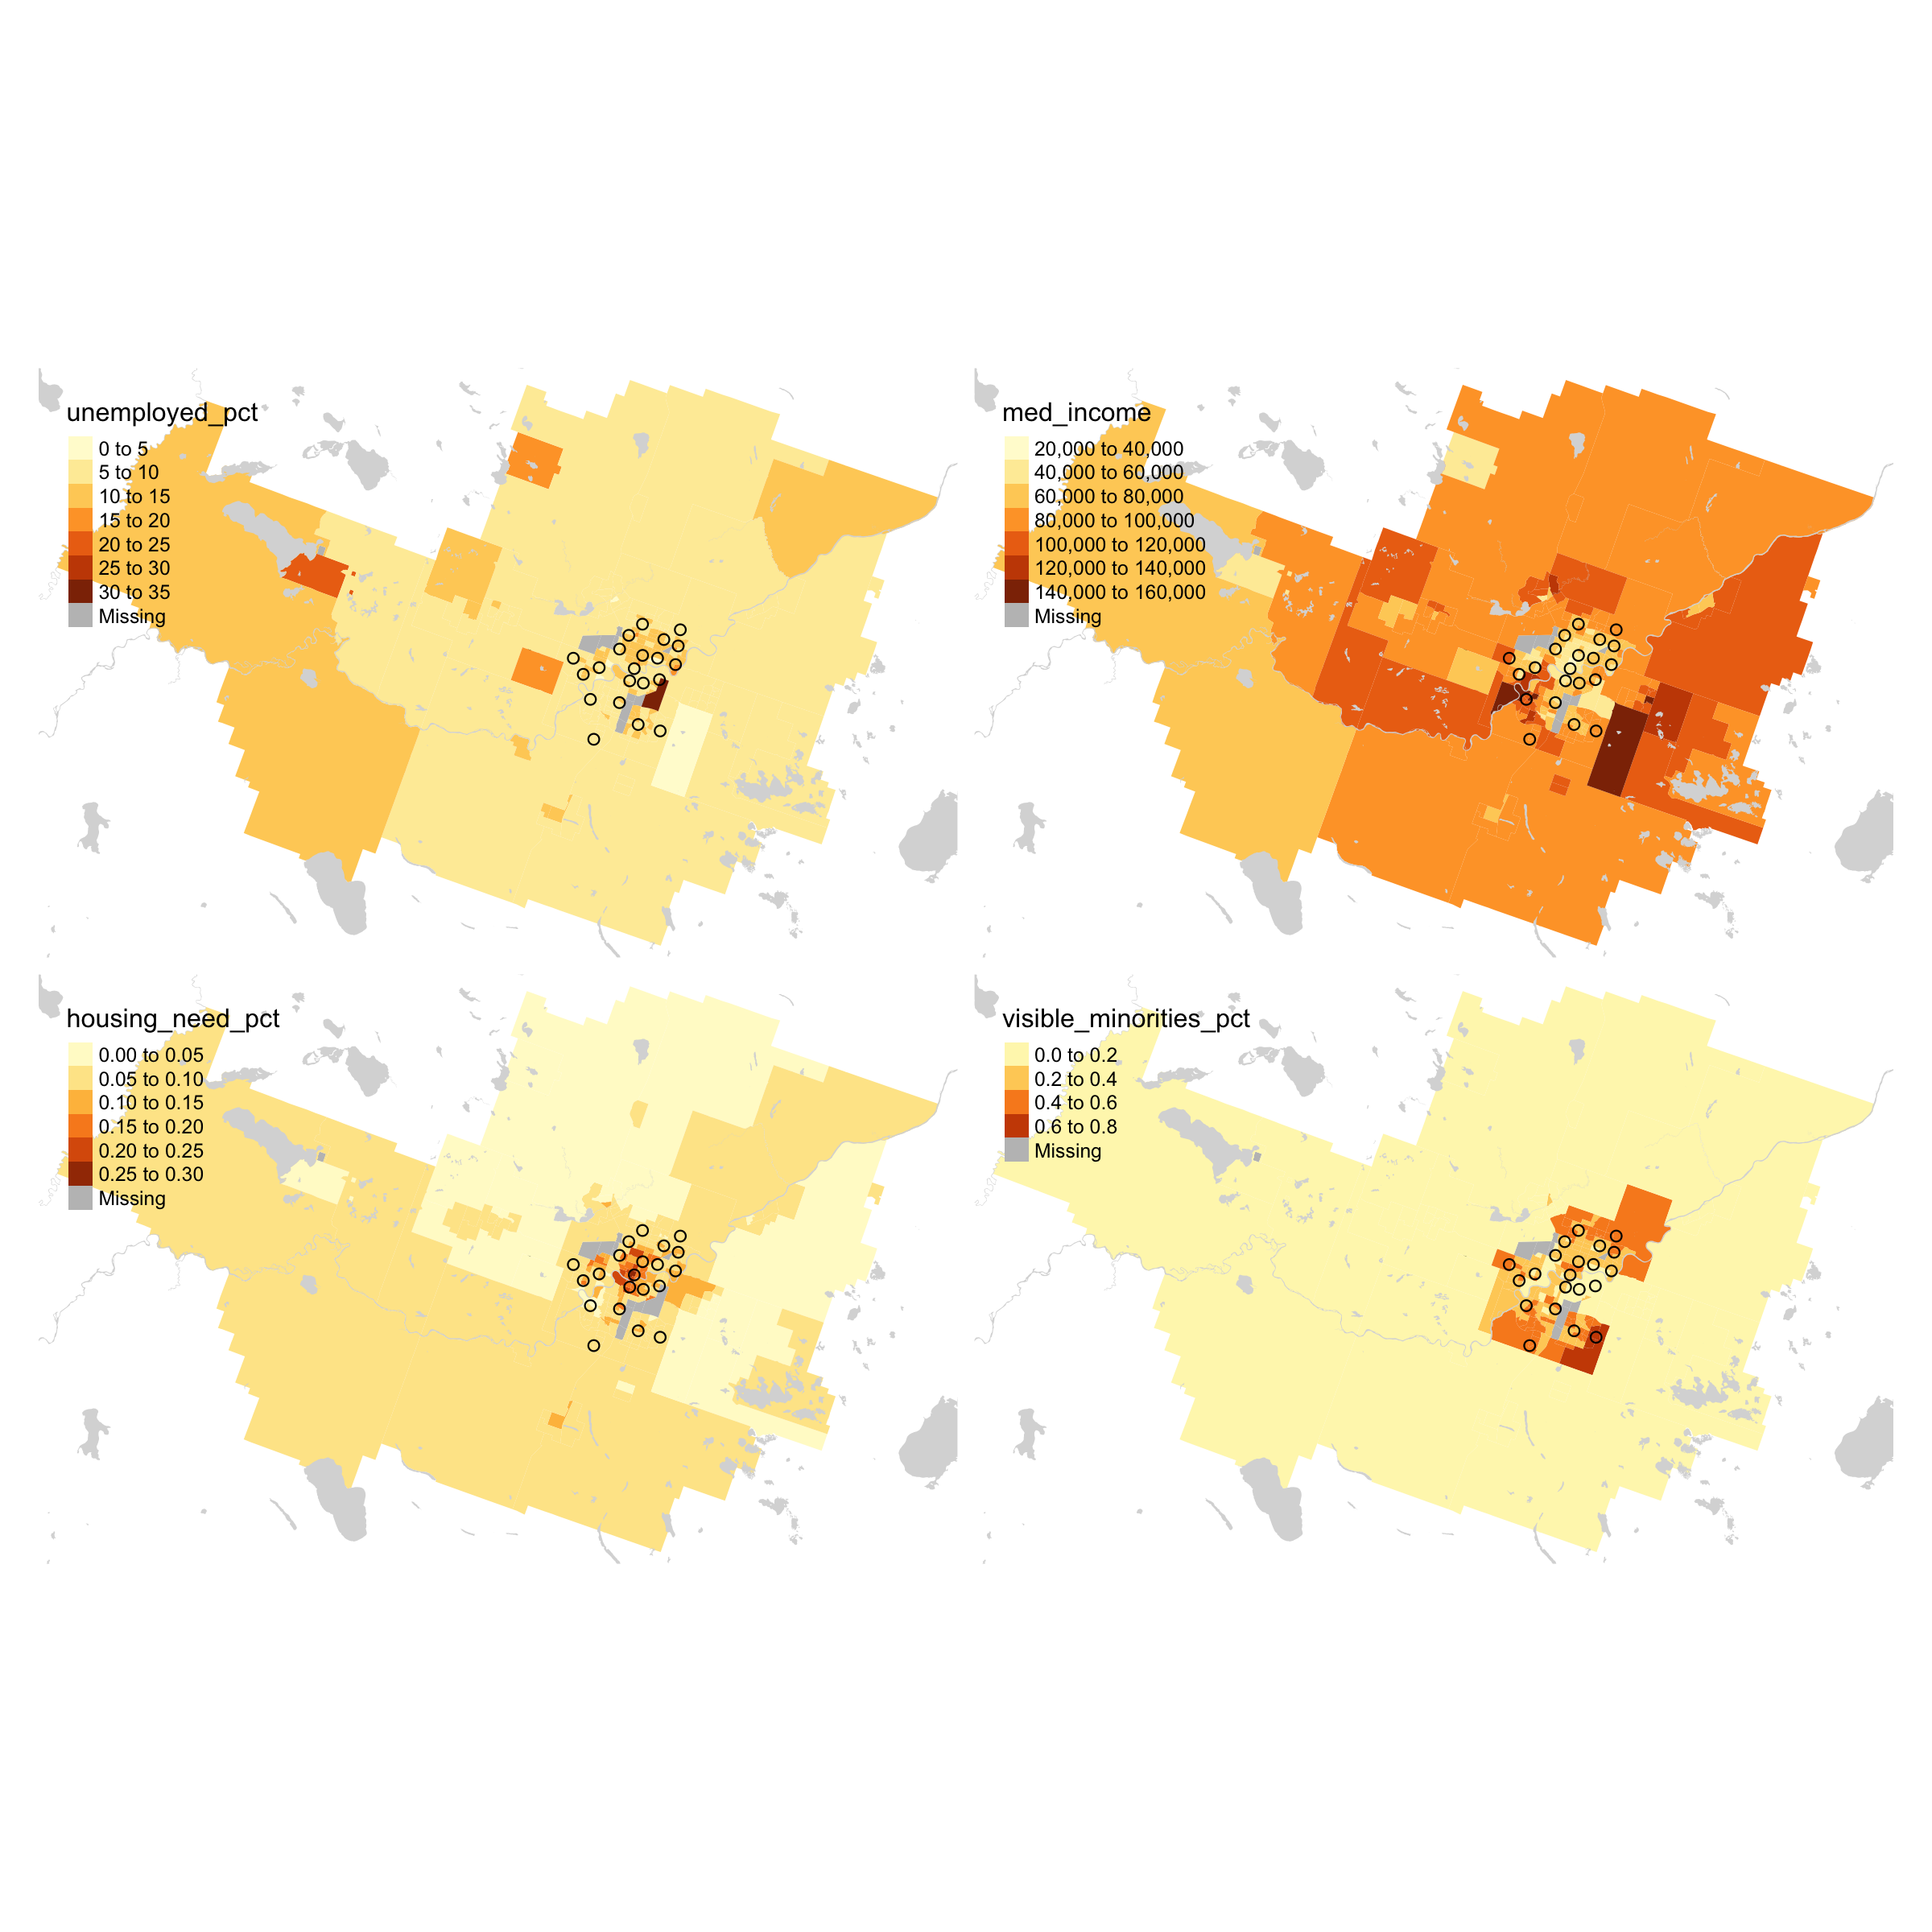 unemployed_pct
0 to 5
5 to 10
10 to 15
15 to 20
20 to 25
25 to 30
30 to 35
Missing
med_income
20,000 to 40,000
40,000 to 60,000
60,000 to 80,000
80,000 to 100,000
100,000 to 120,000
120,000 to 140,000
140,000 to 160,000
Missing
housing_need_pct
0.00 to 0.05
0.05 to 0.10
0.10 to 0.15
0.15 to 0.20
0.20 to 0.25
0.25 to 0.30
Missing
visible_minorities_pct
0.0 to 0.2
0.2 to 0.4
0.4 to 0.6
0.6 to 0.8
Missing